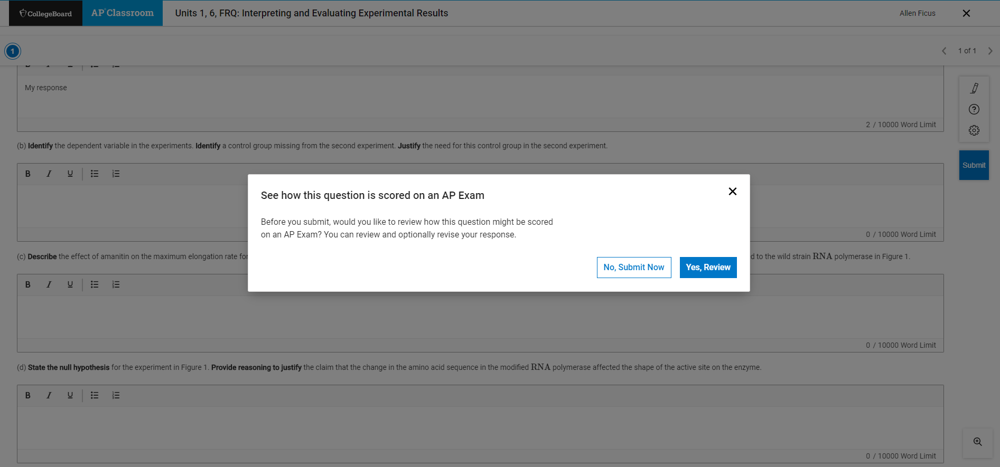 CollegeBoard
AP Classroom
Units 1, 6, FRQ: Interpreting and Evaluating Experimental Results
Allen Ficus
1
1 of 1
My response
2 / 10000 Word Limit
(b) Identify the dependent variable in the experiments. Identify a control group missing from the second experiment. Justify the need for this control group in the second experiment.
B I U
Submit
See how this question is scored on an AP Exam
Before you submit, would you like to review how this question might be scored
on an AP Exam? You can review and optionally revise your response.
No, Submit Now
Yes, Review
0 / 10000 Word Limit
(c) Describe the effect of amanitin on the maximum elongation rate for
d to the wild strain RNA polymerase in Figure 1.
B I U
0 / 10000 Word Limit
(d) State the null hypothesis for the experiment in Figure 1. Provide reasoning to justify the claim that the change in the amino acid sequence in the modified RNA polymerase affected the shape of the active site on the enzyme.
B I U
0 / 10000 Word Limit